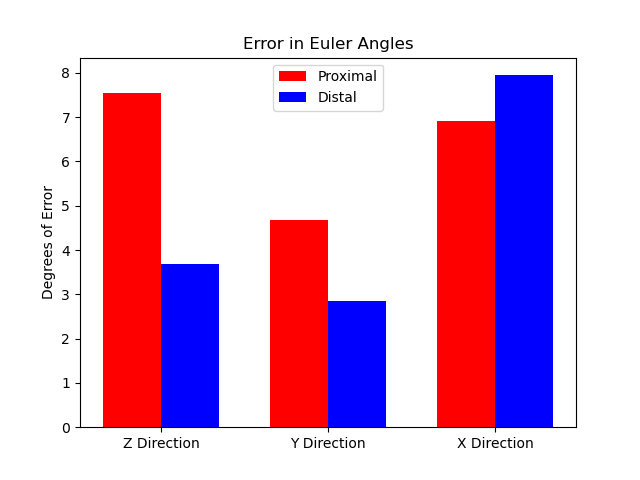 Error in Euler Angles
Proximal
Distal
Degrees of Error
8
7
6
5
4
3
2
1
0
Z Direction
Y Direction
X Direction